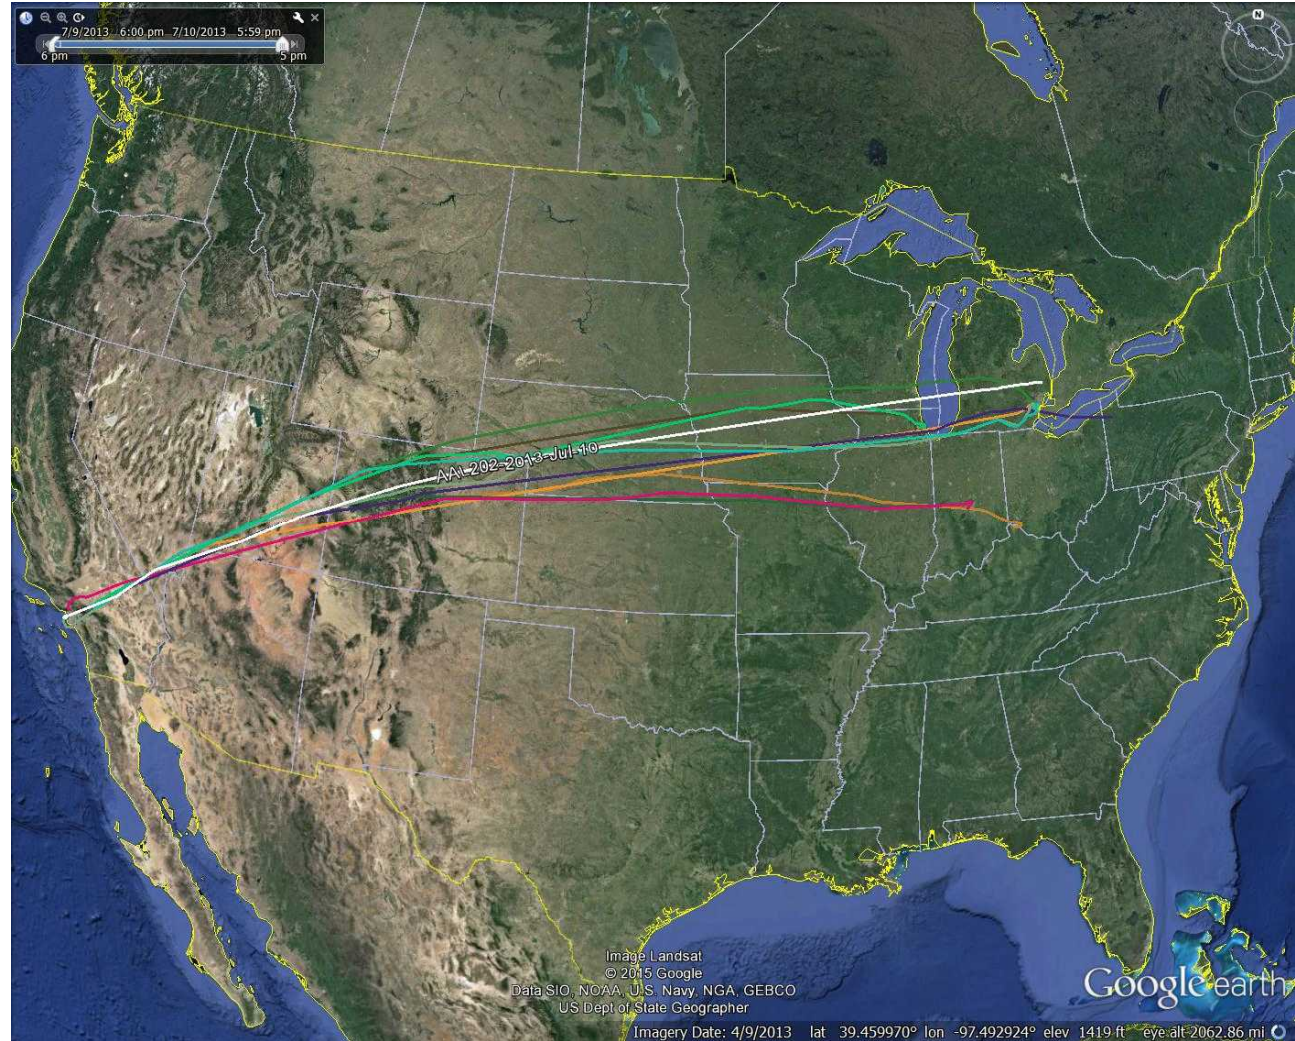 7/9/2013 6:00 pm 7/10/2013 5:59 pm
6 pm 5 pm
N
AAL202-2013-Jul-10
Image Landsat
© 2015 Google
Data SIO, NOAA, U.S. Navy, NGA, GEBCO
US Dept of State Geographer
Google earth
Imagery Date: 4/9/2013 lat 39.459970° lon -97.492924° elev 1419 ft eye alt 2062.86 mi